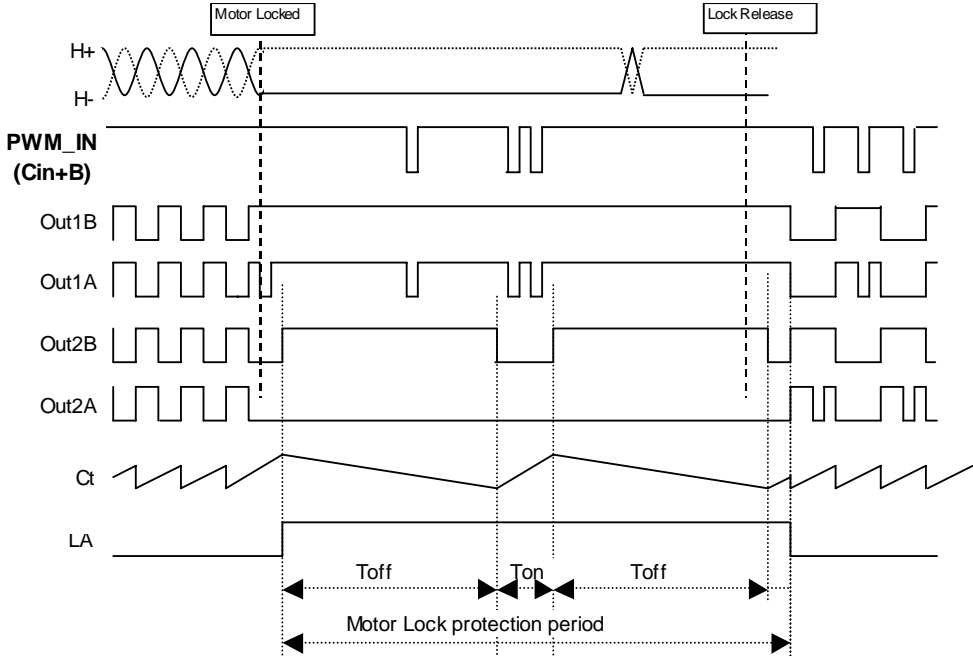 Motor Locked
Lock Release
H+
H-
PWM_IN
(Cin+B)
Out1B
Out1A
Out2B
Out2A
Ct
LA
Toff
Ton
Toff
Motor Lock protection period